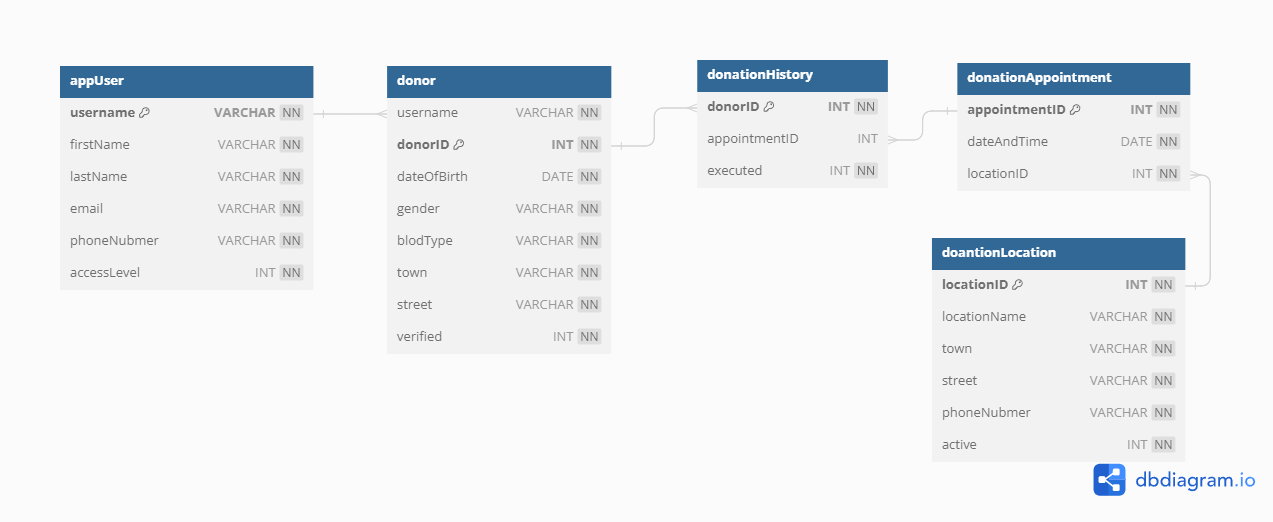 appUser
username VARCHAR NN
firstName VARCHAR NN
lastName VARCHAR NN
email VARCHAR NN
phoneNubmer VARCHAR NN
accessLevel INT NN
donor
username VARCHAR NN
donorID INT NN
dateOfBirth DATE NN
gender VARCHAR NN
blodType VARCHAR NN
town VARCHAR NN
street VARCHAR NN
verified INT NN
donationHistory
donorID INT NN
appointmentID INT
executed INT NN
donationAppointment
appointmentID INT NN
dateAndTime DATE NN
locationID INT NN
doantionLocation
locationID INT NN
locationName VARCHAR NN
town VARCHAR NN
street VARCHAR NN
phoneNubmer VARCHAR NN
active INT NN
dbdiagram.io